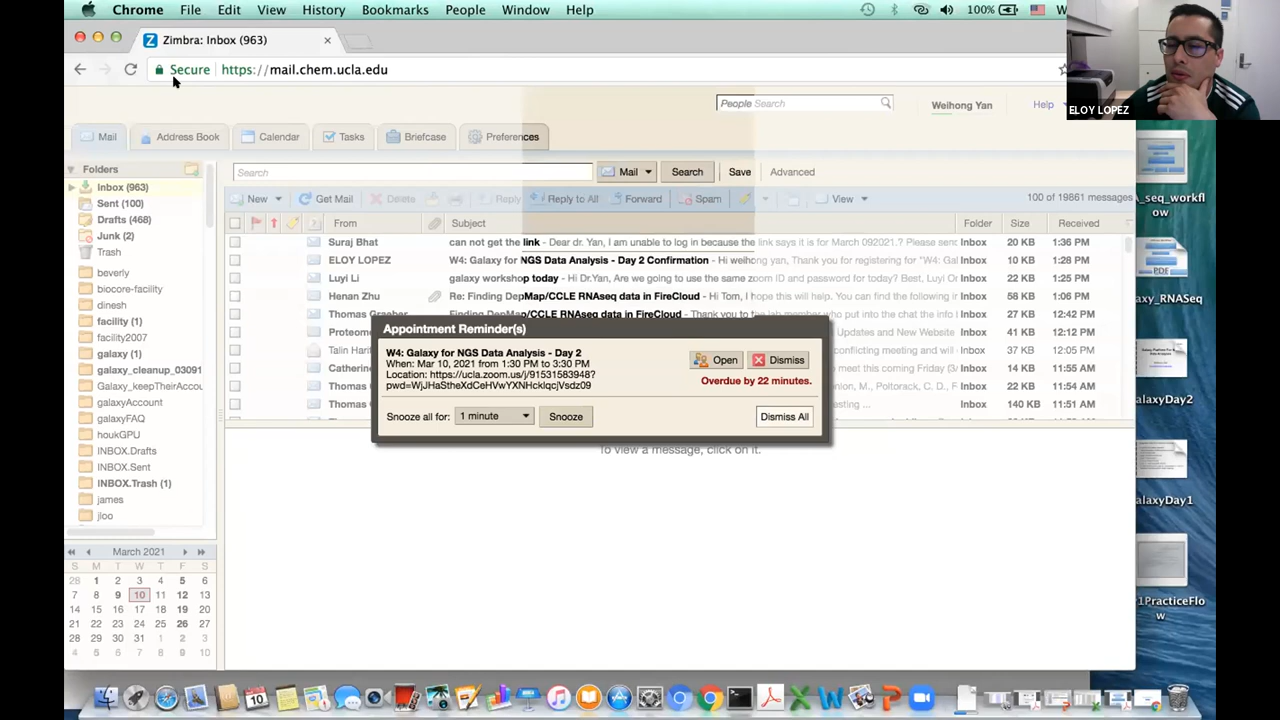 Chrome File Edit View History Bookmarks People Window Help 100% W
Zimbra: Inbox (963)
Secure https://mail.chem.ucla.edu
ELOY LOPEZ
People Search Weihong Yan Help
Mail Address Book Calendar Tasks Briefcase Preferences
Folders
Search Mail Search Save Advanced
Inbox (963)
New Get Mail Delete Reply Reply to All Forward Spam View 100 of 19861 messages
Sent (100)
Drafts (468)
From Subject Folder Size Received
Junk (2)
Suraj Bhat can not get the link - Dear dr. Yan, I am unable to log in because the link says it is for March 092021.? Please send Inbox 20 KB 1:36 PM
Trash
ELOY LOPEZ W4: Galaxy for NGS Data Analysis - Day 2 Confirmation - Hi weihong yan, Thank you for registering for "W4: Gal Inbox 10 KB 1:28 PM
beverly
Luyi Li galaxy workshop today - Hi Dr.Yan, Are we going to use the same zoom ID and password for today? Best, Luyi Li Inbox 22 KB 1:25 PM
biocore-facility
Henan Zhu Re: Finding DepMap/CCLE RNAseq data in FireCloud - Hi Tom, I hope this will help. You can find the following Inbox 58 KB 1:06 PM
dinesh
Thomas Graeber Finding DepMap/CCLE RNAseq data in FireCloud - Thank you to the lab member who put into the chat info Inbox 27 KB 12:42 PM
facility (1)
Proteome Updates and New Website Inbox 41 KB 12:12 PM
facility2007
Talin Harit Inbox 37 KB 12:05 PM
galaxy (1)
Catherin meet this coming Friday 3 Inbox 14 KB 11:55 AM
galaxy_cleanup_03091
Thomas G n, Poltorack, C. D., F Inbox 22 KB 11:54 AM
Galaxy_keepTheirAccou
Thomas G esting ... Inbox 140 KB 11:51 AM
galaxyAccount
galaxyFAQ
houkGPU
INBOX.Drafts
INBOX.Sent
INBOX.Trash (1)
james
jloo
Appointment Reminder(s)
W4: Galaxy for NGS Data Analysis - Day 2
When: Mar 10, 2021 from 1:30 PM to 3:30 PM
Location: https://ucla.zoom.us/j/91531583948?
pwd=WjJHaStheXdCeHVwYXNHcklqcjVsdz09
Open Dismiss
Overdue by 22 minutes.
Snooze all for: 1 minute Snooze Dismiss All
To view a message, click on it.
March 2021
S M T W T F S
28 1 2 3 4 5 6
7 8 9 10 11 12 13
14 15 16 17 18 19 20
21 22 23 24 25 26 27
28 29 30 31 1 2 3
4 5 6 7 8 9 10
A_seq_workfl
ow
PDF
axy_RNASeq
GalaxyDay2
GalaxyDay1
1PracticeFlo
w
10